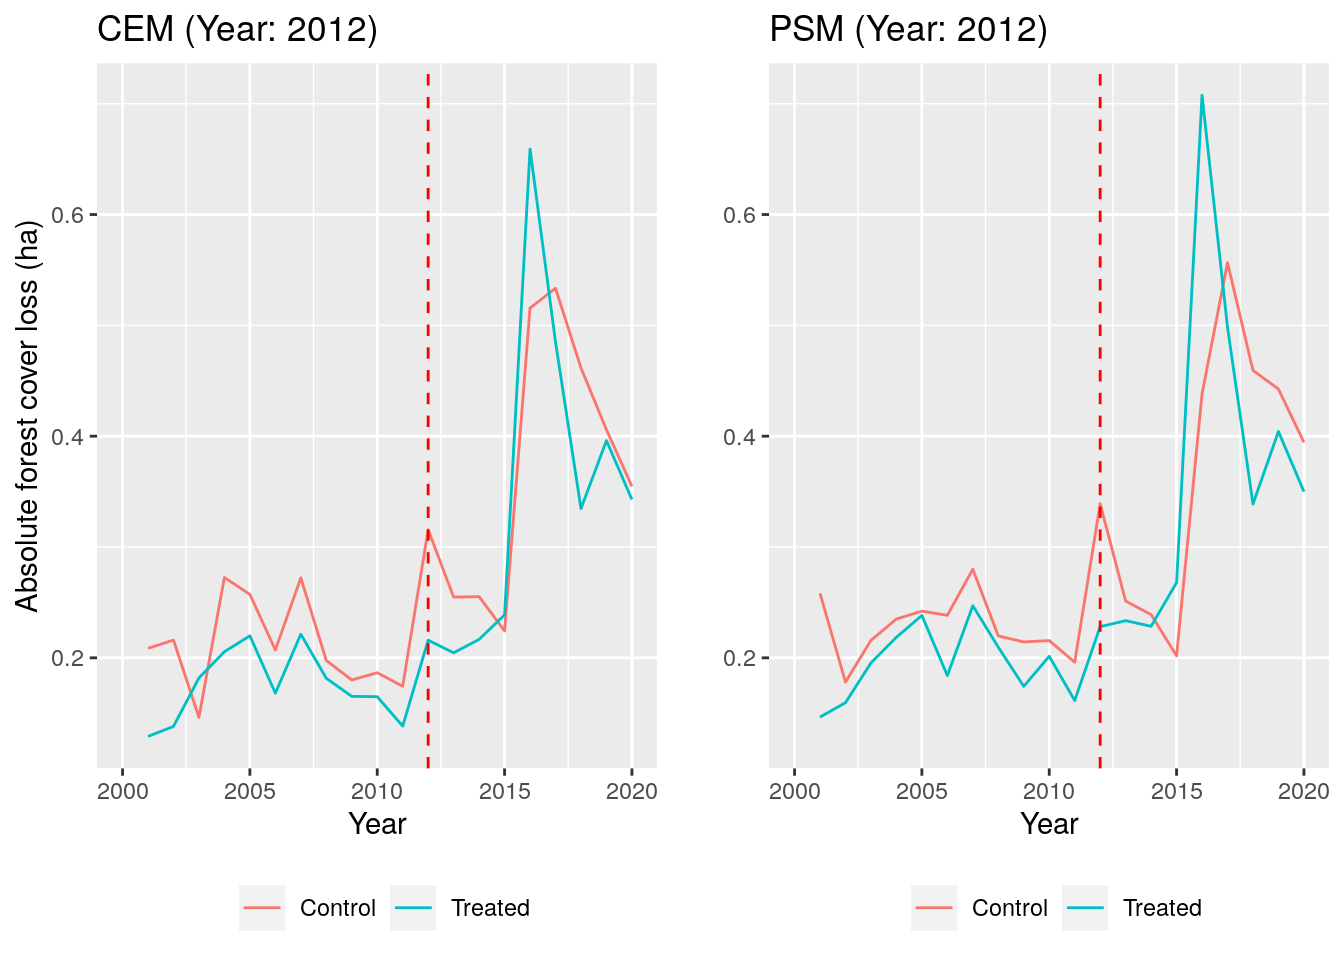 CEM (Year: 2012)
Absolute forest cover loss (ha)
0.6
0.4
0.2
2000 2005 2010 2015 2020
Year
Control Treated
PSM (Year: 2012)
0.6
0.4
0.2
2000 2005 2010 2015 2020
Year
Control Treated